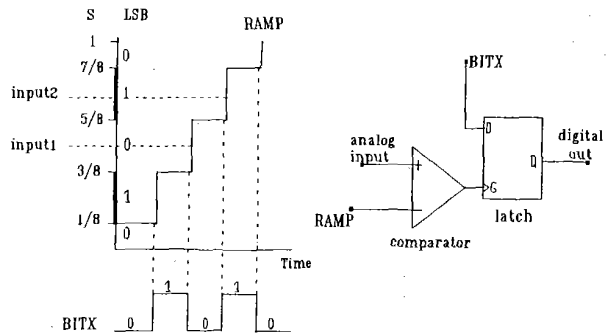 S LSB RAMP
1
0
7/8
input2
1
5/8
input1
0
3/8
1
1/8
0
Time
1 1
BITX 0 0 0
BITX
analog
input
digital
out
D
Q
+
G
RAMP
−
latch
comparator